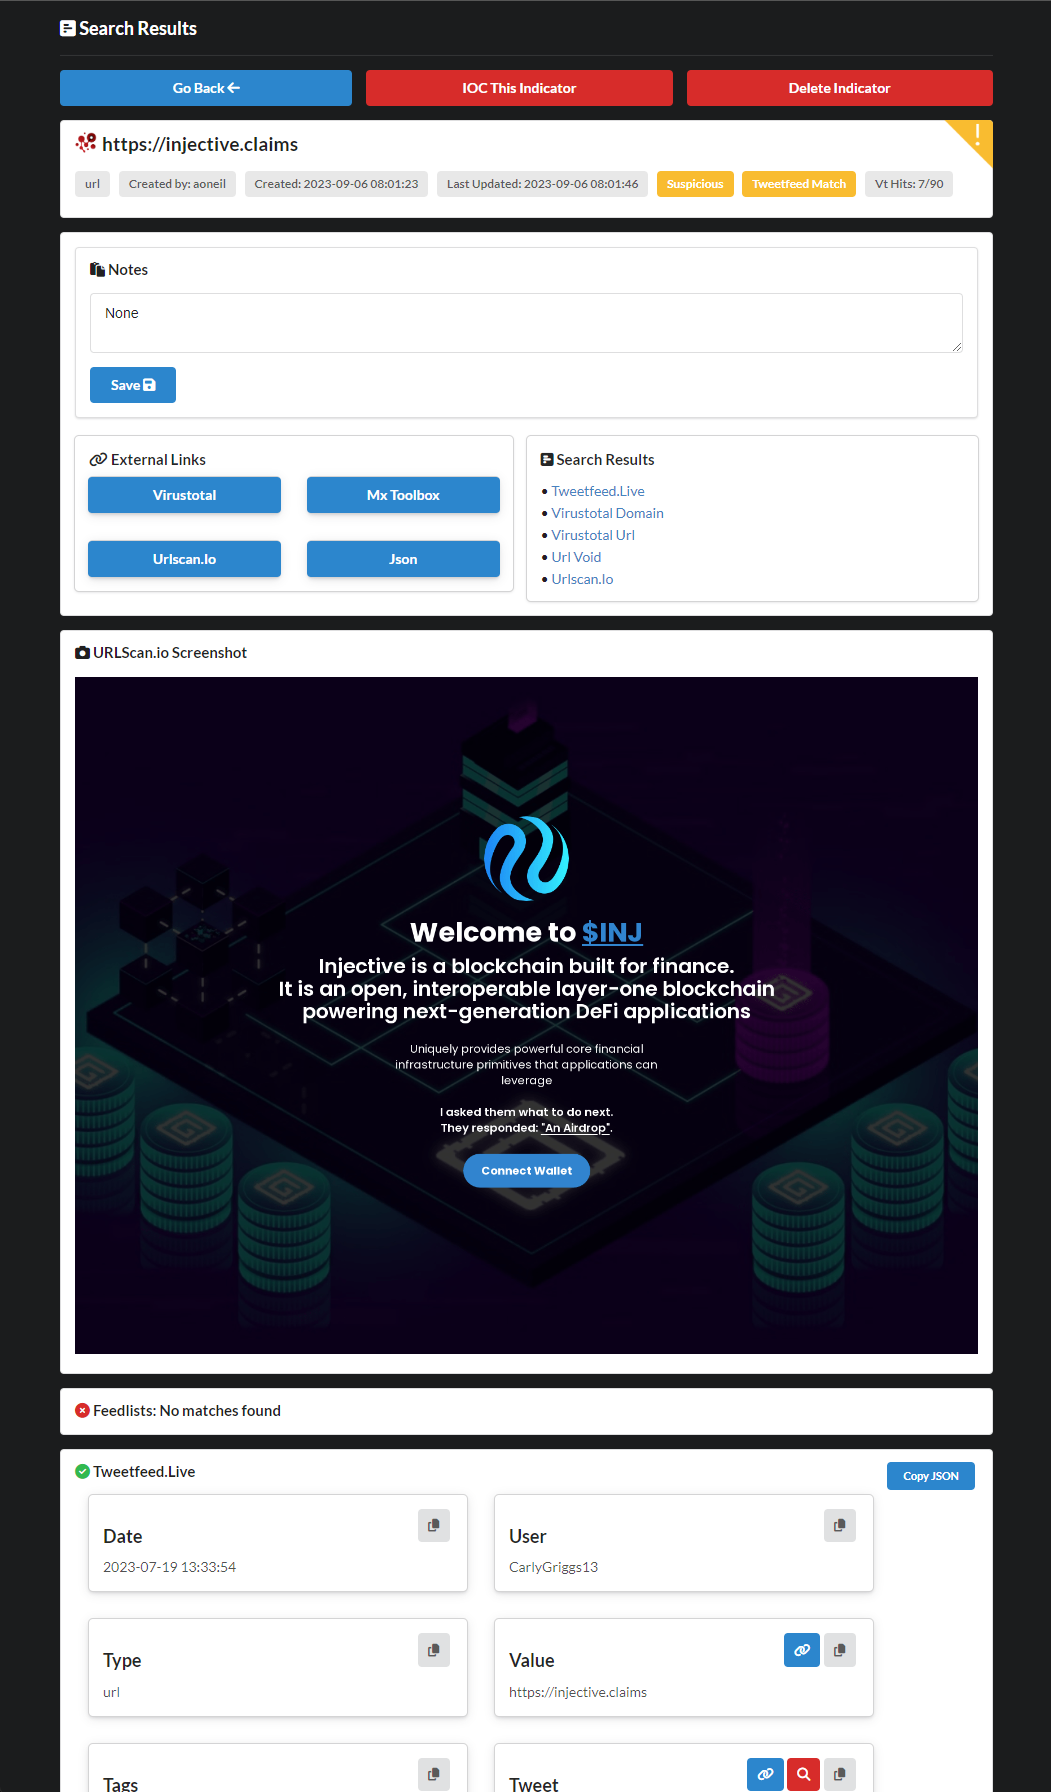 Search Results
Go Back
IOC This Indicator
Delete Indicator
https://injective.claims
url
Created by: aoneil
Created: 2023-09-06 08:01:23
Last Updated: 2023-09-06 08:01:46
Suspicious
Tweetfeed Match
Vt Hits: 7/90
Notes
None
Save
External Links
Virustotal
Mx Toolbox
Urlscan.Io
Json
Search Results
• Tweetfeed.Live
• Virustotal Domain
• Virustotal Url
• Url Void
• Urlscan.Io
URLScan.io Screenshot
Welcome to $INJ
Injective is a blockchain built for finance.
It is an open, interoperable layer-one blockchain
powering next-generation DeFi applications
Uniquely provides powerful core financial
infrastructure primitives that applications can
leverage
I asked them what to do next.
They responded: "An Airdrop".
Connect Wallet
Feedlists: No matches found
Tweetfeed.Live
Copy JSON
Date
2023-07-19 13:33:54
User
CarlyGriggs13
Type
url
Value
https://injective.claims
Tags
Tweet